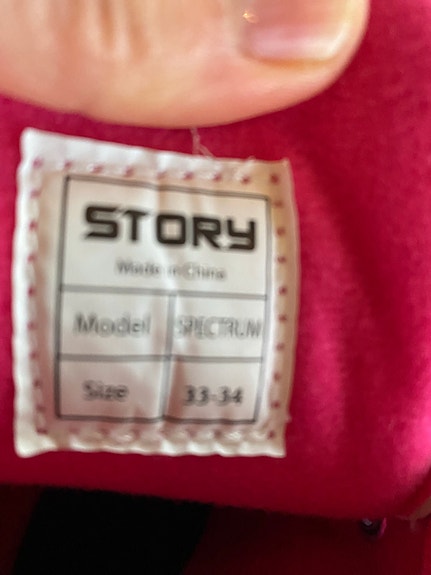 STORY
Made in China
Model SPECTRUM
Size 33-34